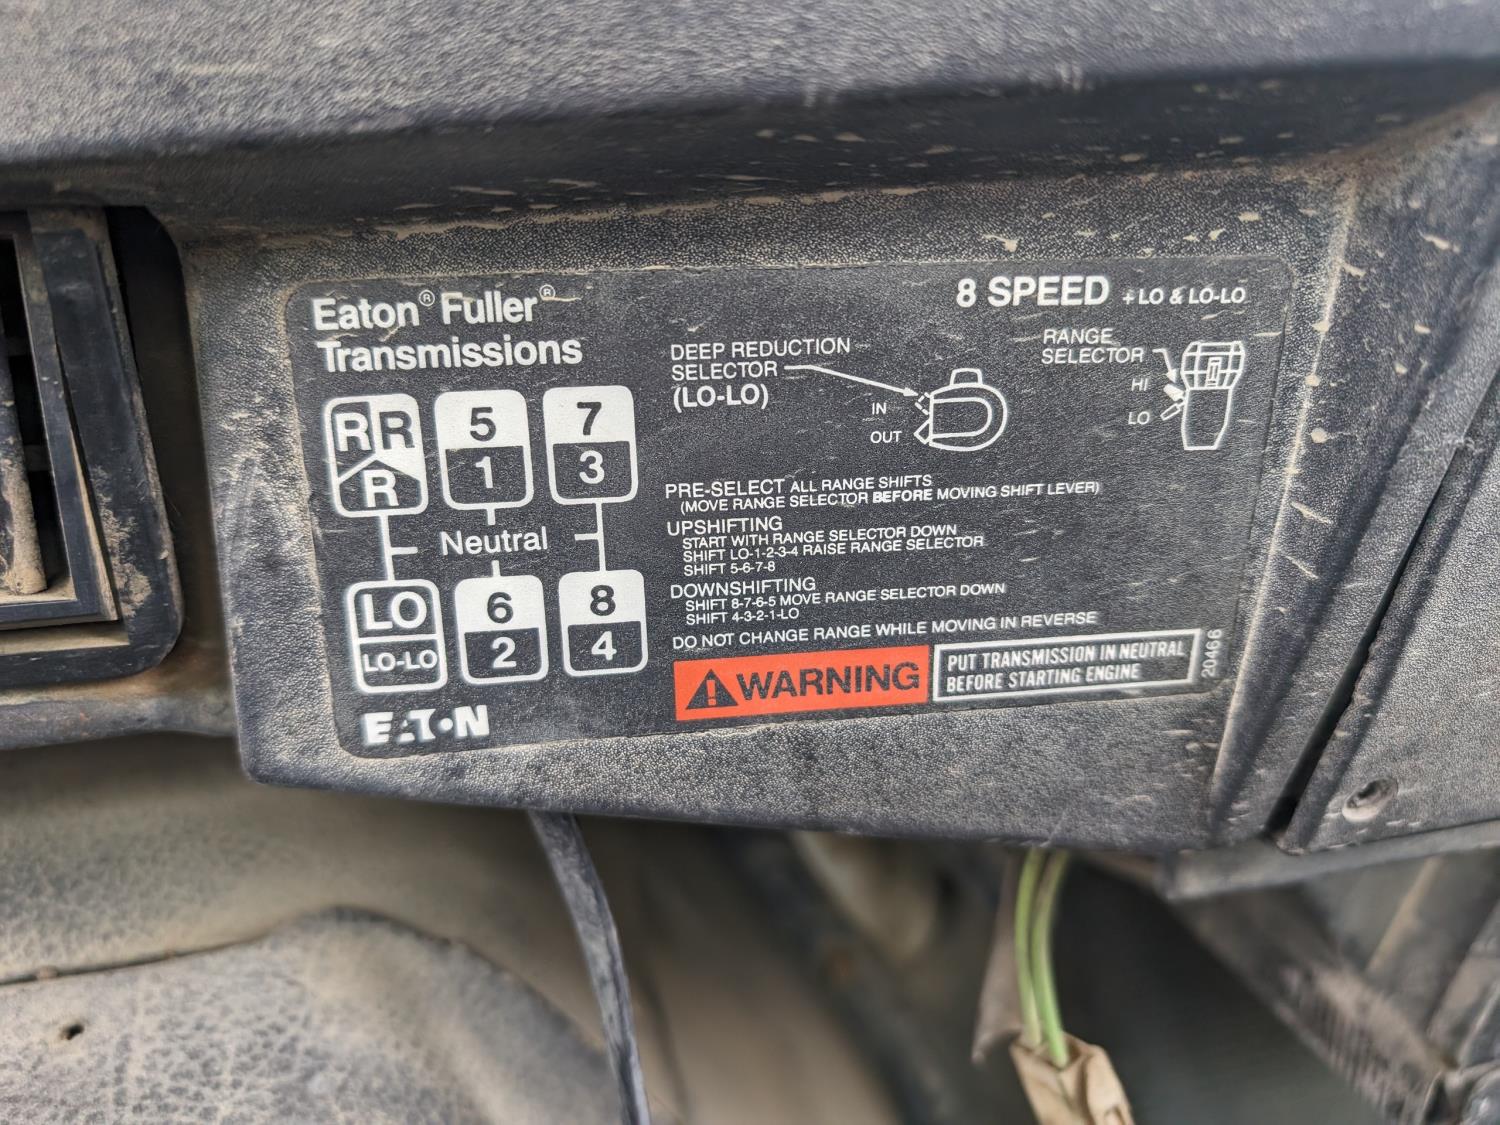 Eaton® Fuller®
Transmissions
8 SPEED + LO & LO-LO
R R
R
5
1
7
3
Neutral
LO
LO-LO
6
2
8
4
EATON
DEEP REDUCTION
SELECTOR
(LO-LO)
IN
OUT
RANGE
SELECTOR
HI
LO
PRE-SELECT ALL RANGE SHIFTS
(MOVE RANGE SELECTOR BEFORE MOVING SHIFT LEVER)
UPSHIFTING
START WITH RANGE SELECTOR DOWN
SHIFT LO-1-2-3-4 RAISE RANGE SELECTOR
SHIFT 5-6-7-8
DOWNSHIFTING
SHIFT 8-7-6-5 MOVE RANGE SELECTOR DOWN
SHIFT 4-3-2-1-LO
DO NOT CHANGE RANGE WHILE MOVING IN REVERSE
WARNING
PUT TRANSMISSION IN NEUTRAL
BEFORE STARTING ENGINE
20466